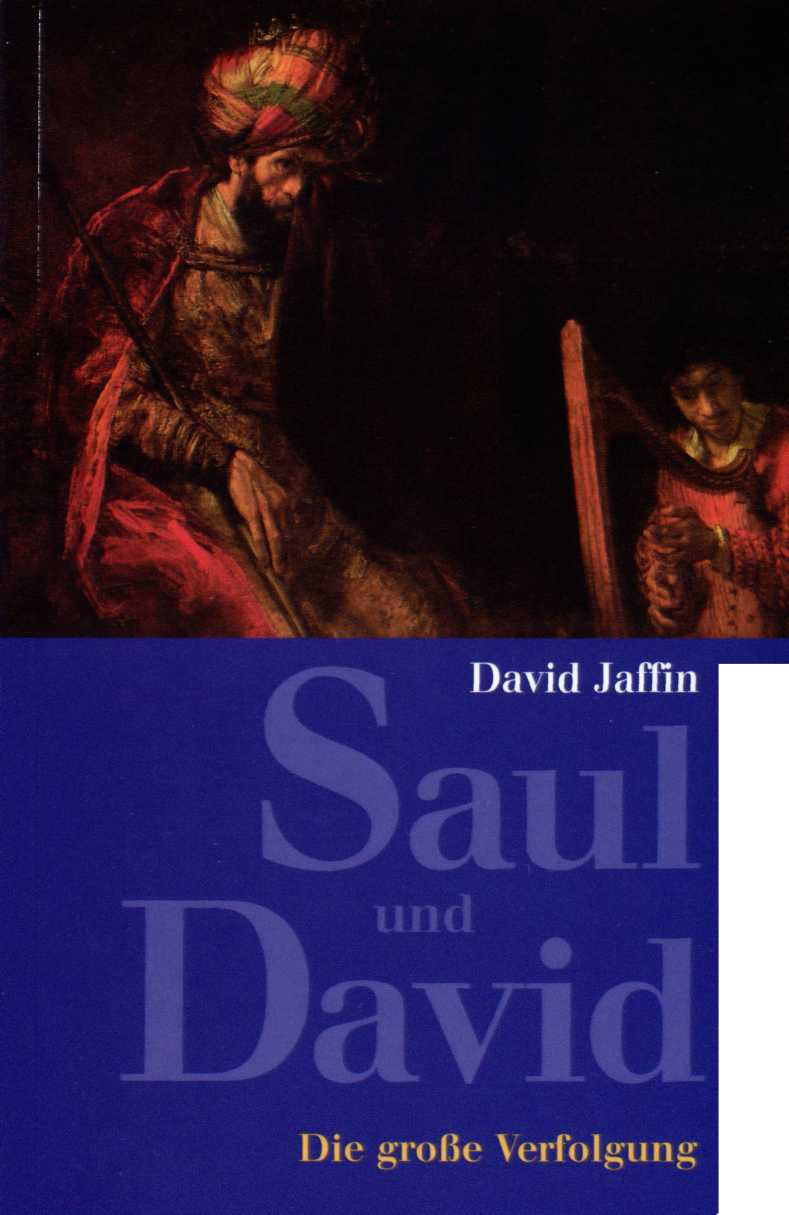 David Jaffin
Saul
und
David
Die große Verfolgung